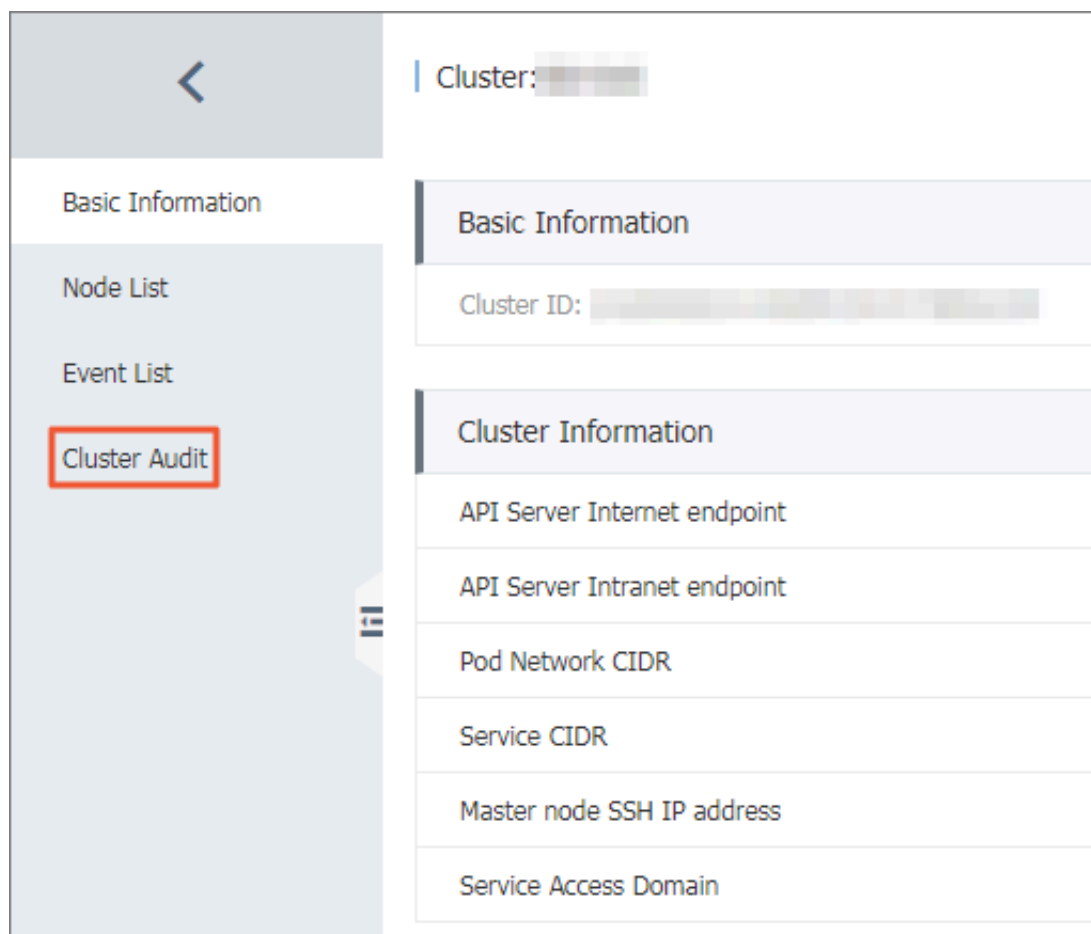 Cluster:
Basic Information
Node List
Event List
Cluster Audit
Basic Information
Cluster ID:
Cluster Information
API Server Internet endpoint
API Server Intranet endpoint
Pod Network CIDR
Service CIDR
Master node SSH IP address
Service Access Domain